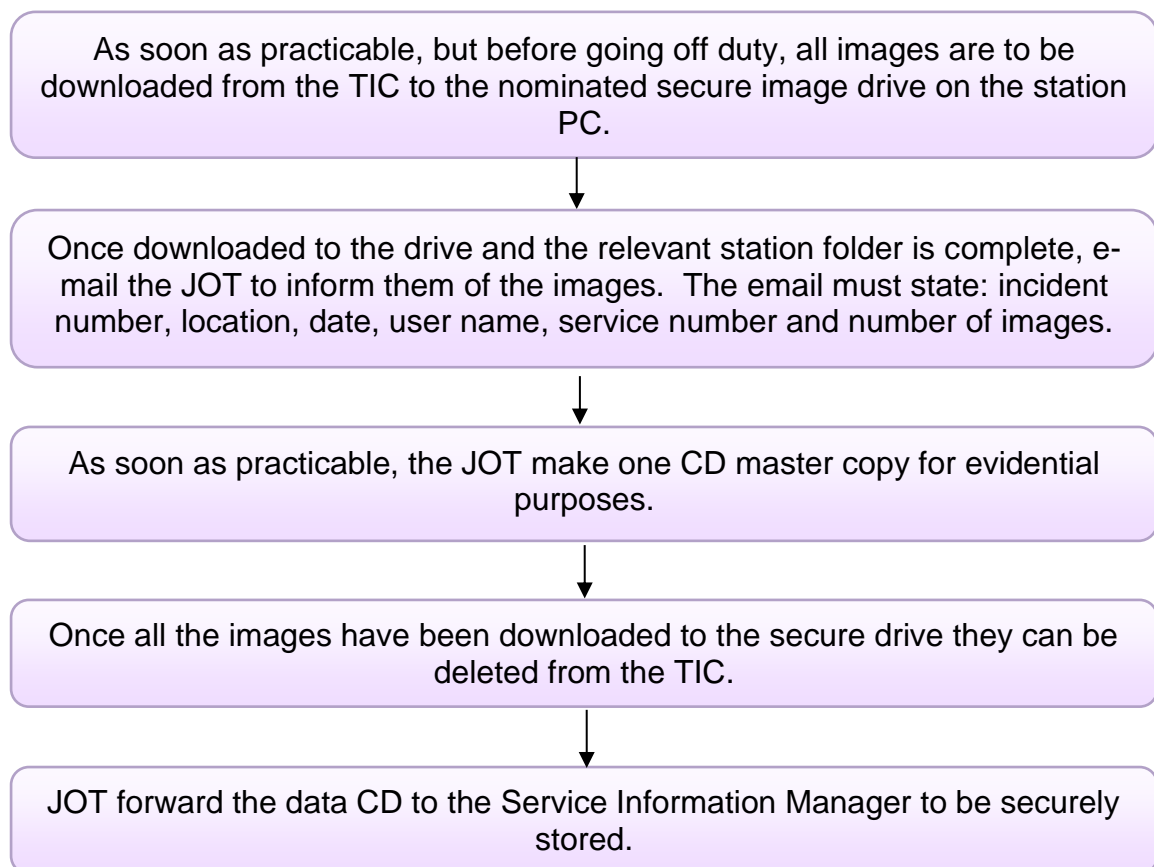 As soon as practicable, but before going off duty, all images are to be
downloaded from the TIC to the nominated secure image drive on the station
PC.
Once downloaded to the drive and the relevant station folder is complete, e-
mail the JOT to inform them of the images.  The email must state: incident
number, location, date, user name, service number and number of images.
As soon as practicable, the JOT make one CD master copy for evidential
purposes.
Once all the images have been downloaded to the secure drive they can be
deleted from the TIC.
JOT forward the data CD to the Service Information Manager to be securely
stored.